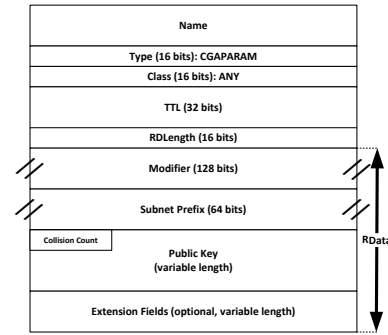 Name
Type (16 bits): CGAPARAM
Class (16 bits): ANY
TTL
(32 bits)
RDLength (16 bits)
Modifier (128 bits)
Subnet Prefix (64 bits)
Collision Count
RData
Public Key
(variable length)
Extension Fields (optional, variable length)